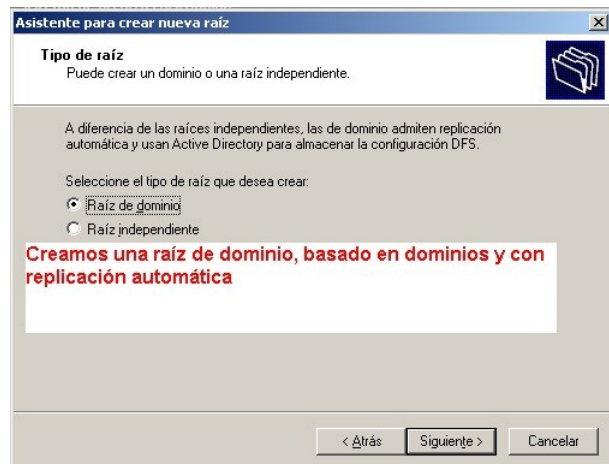 Asistente para crear nueva raíz
Tipo de raíz
Puede crear un dominio o una raíz independiente.
A diferencia de las raíces independientes, las de dominio admiten replicación
automática y usan Active Directory para almacenar la configuración DFS.
Seleccione el tipo de raíz que desea crear:
Raíz de dominio
Raíz independiente
Creamos una raíz de dominio, basado en dominios y con
replicación automática
< Atrás Siguiente > Cancelar